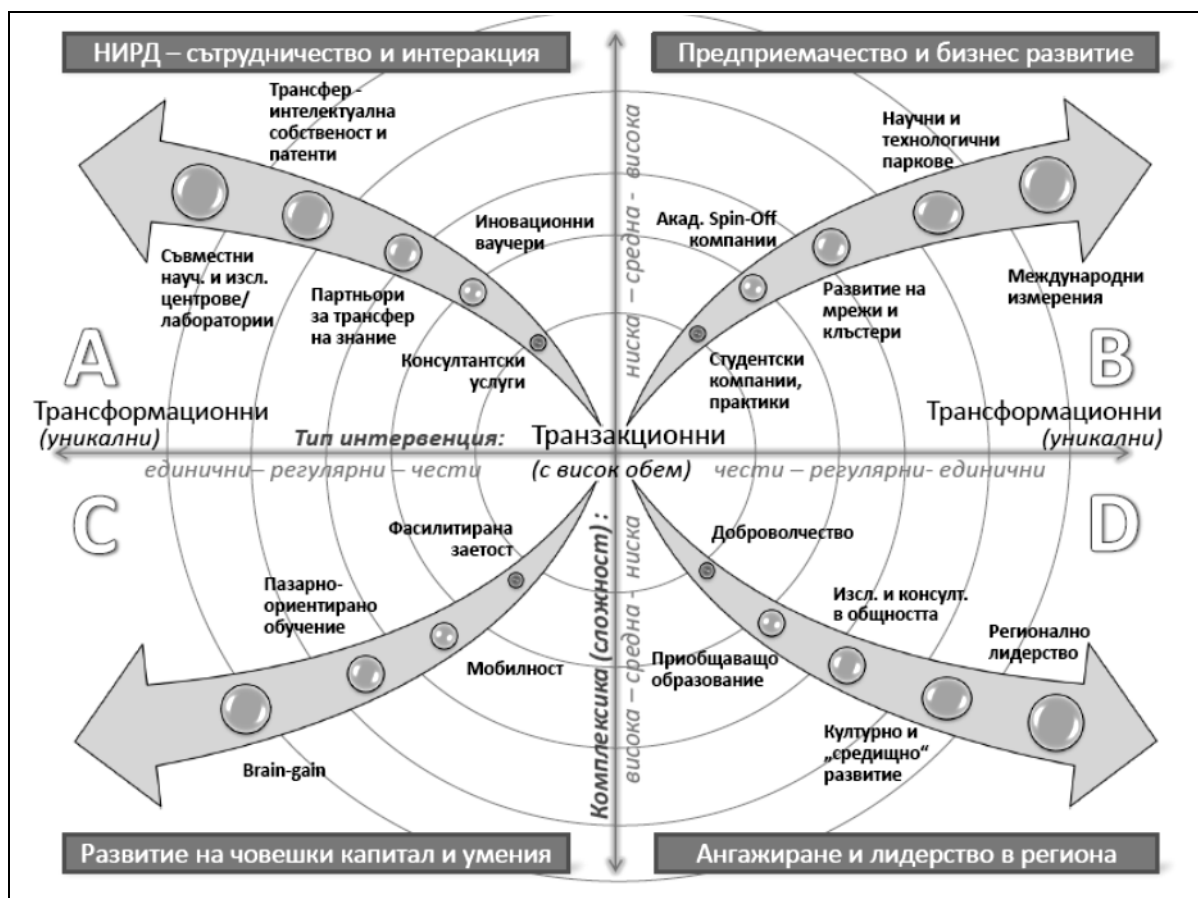 НИРД – сътрудничество и интеракция
Предприемачество и бизнес развитие
Трансфер -
интелектуална
собственост и
патенти
Иновационни
ваучери
Съвместни
науч. и изсл.
центрове/
лаборатории
Партньори
за трансфер
на знание
Консултантски
услуги
ниска – средна - висока
Научни и
технологични
паркове
Акад. Spin-Off
компании
Развитие на
мрежи и
клъстери
Международни
измерения
Студентски
компании,
практики
A
B
Трансформационни
(уникални)
Тип интервенция:
Транзакционни
(с висок обем)
Трансформационни
(уникални)
единични– регулярни – чести
чести – регулярни- единични
C
D
Фасилитирана
заетост
Пазарно-
ориентирано
обучение
Мобилност
Brain-gain
Комплексика (сложност) :
висока – средна - ниска
Доброволчество
Изсл. и консулт.
в общността
Регионално
лидерство
Приобщаващо
образование
Културно и
„средищно“
развитие
Развитие на човешки капитал и умения
Ангажиране и лидерство в региона